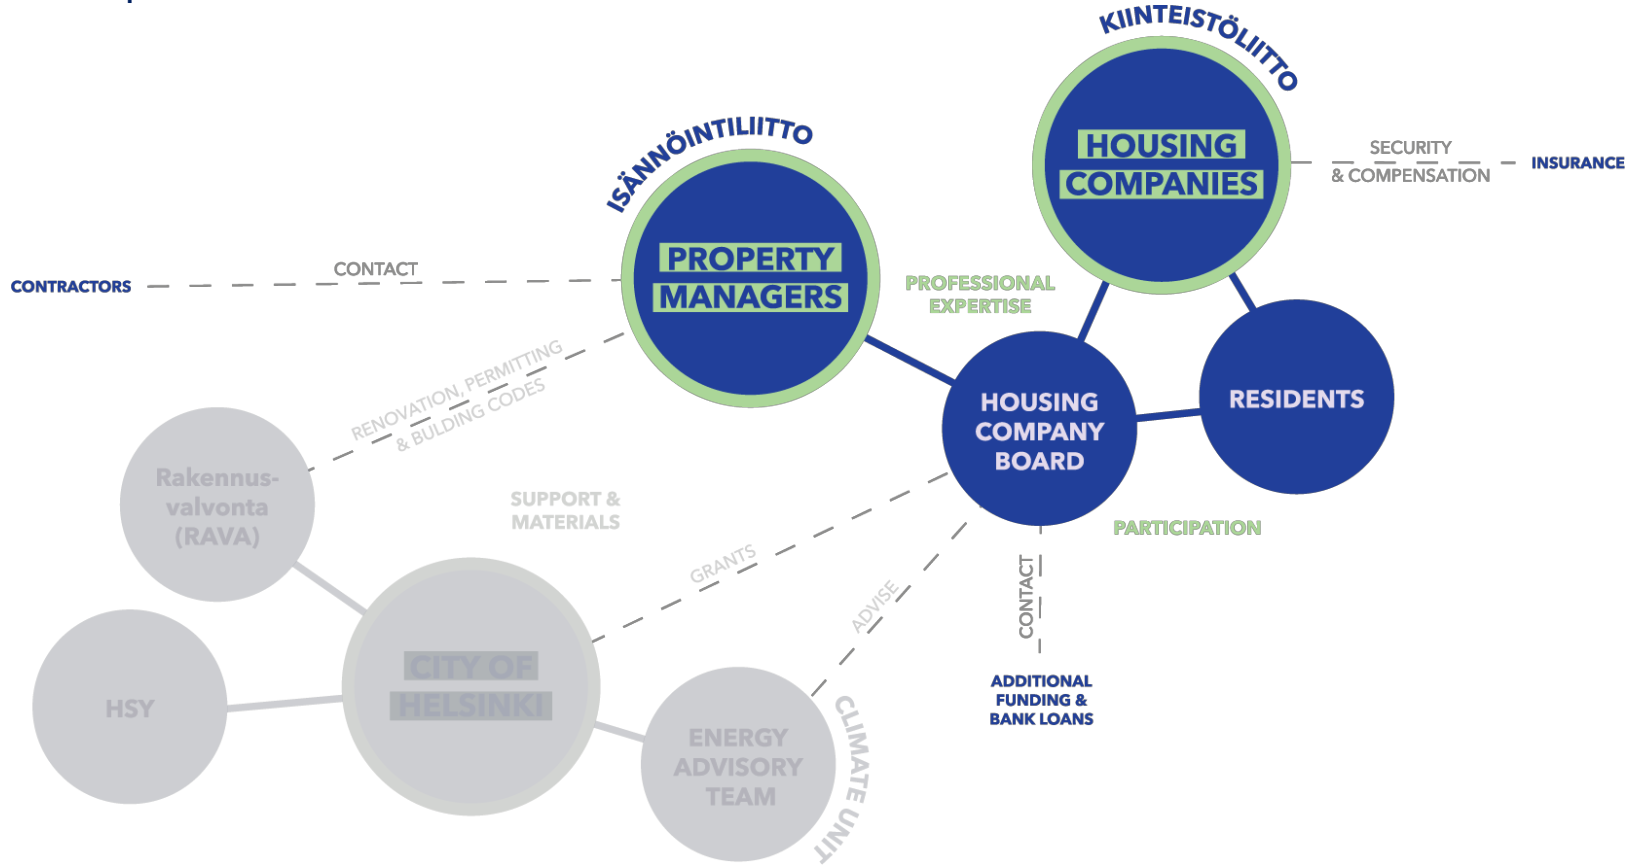 KIINTEISTÖLIITTO
HOUSING
COMPANIES
SECURITY
& COMPENSATION
INSURANCE
ISÄNNÖINTILIITTO
PROPERTY
MANAGERS
CONTACT
CONTRACTORS
PROFESSIONAL
EXPERTISE
RENOVATION, PERMITTING
& BULDING CODES
HOUSING
COMPANY
BOARD
RESIDENTS
Rakennus-
valvonta
(RAVA)
SUPPORT &
MATERIALS
PARTICIPATION
GRANTS
ADVISE
CONTACT
CITY OF
HELSINKI
HSY
ADDITIONAL
FUNDING &
BANK LOANS
ENERGY
ADVISORY
TEAM
CLIMATE UNIT